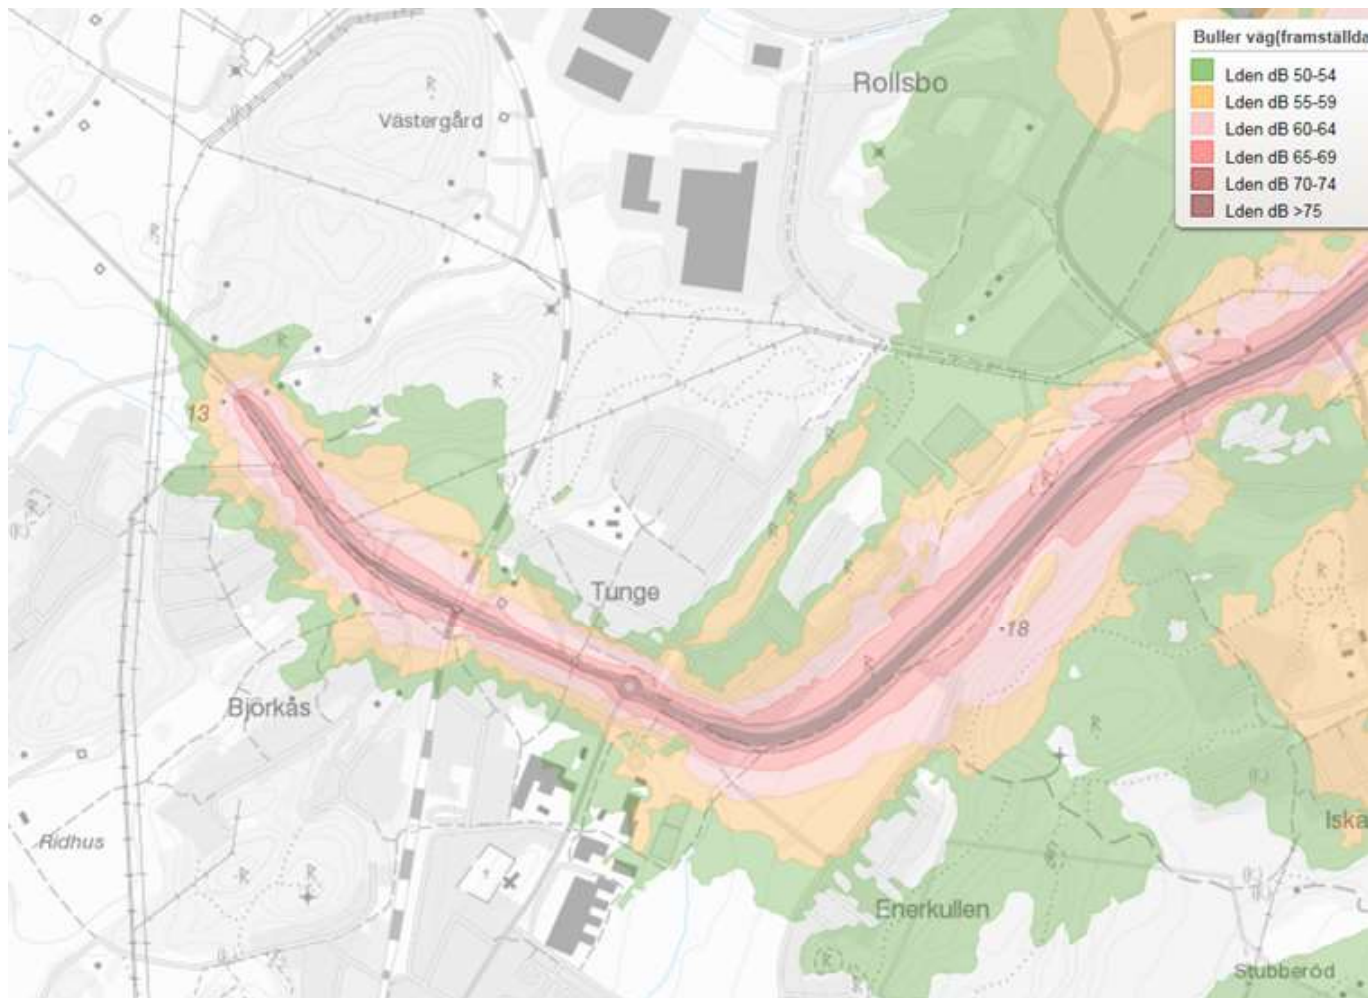 Buller väg(framställda
Lden dB 50-54
Lden dB 55-59
Lden dB 60-64
Lden dB 65-69
Lden dB 70-74
Lden dB >75
Rollsbo
Västergård
13
Tunge
-18
Björkås
Iska
Ridhus
Enerkullen
Stubberöd